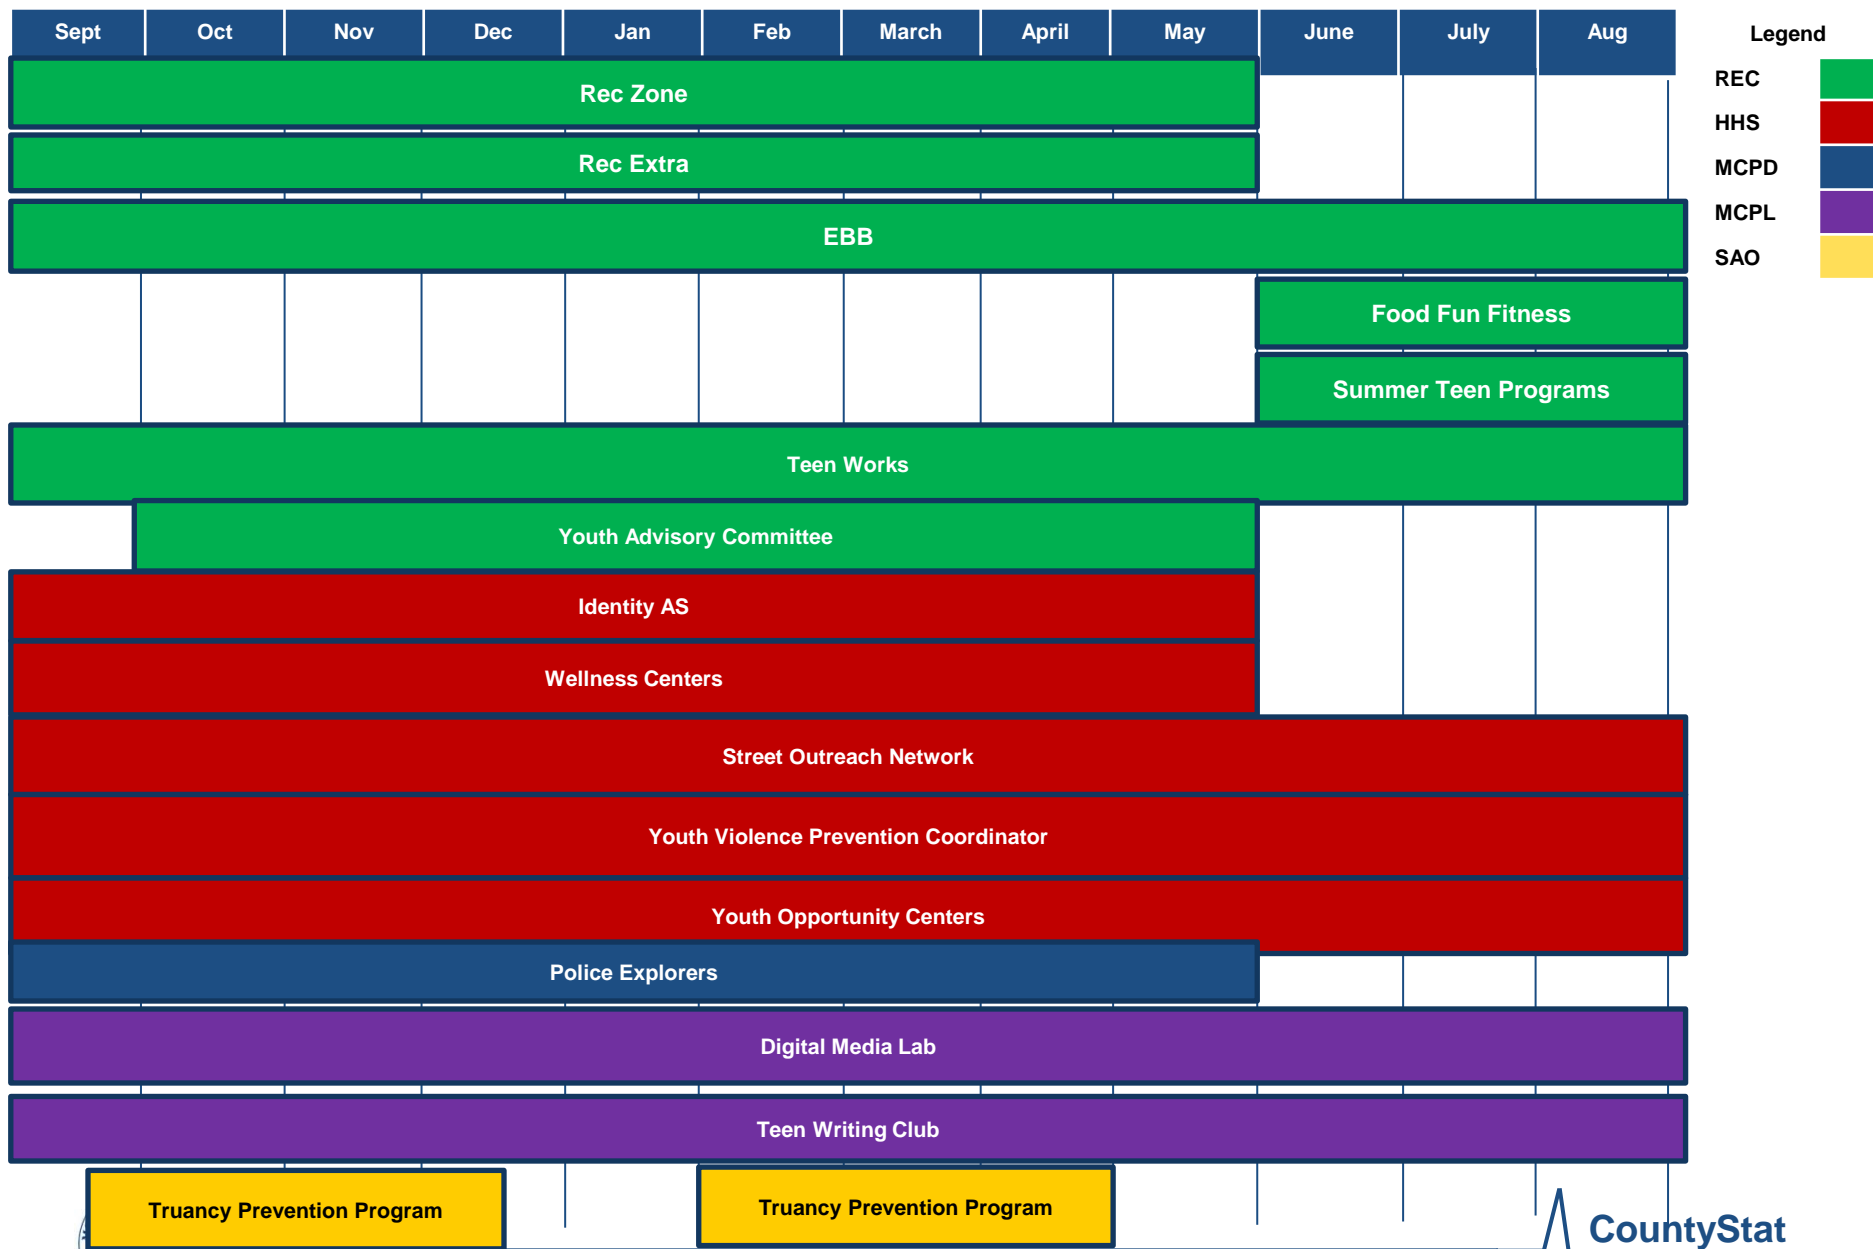 Sept Oct Nov Dec Jan Feb March April May June July Aug
Legend
REC
HHS
MCPD
MCPL
SAO
Rec Zone
Rec Extra
EBB
Food Fun Fitness
Summer Teen Programs
Teen Works
Youth Advisory Committee
Identity AS
Wellness Centers
Street Outreach Network
Youth Violence Prevention Coordinator
Youth Opportunity Centers
Police Explorers
Digital Media Lab
Teen Writing Club
Truancy Prevention Program Truancy Prevention Program
CountyStat